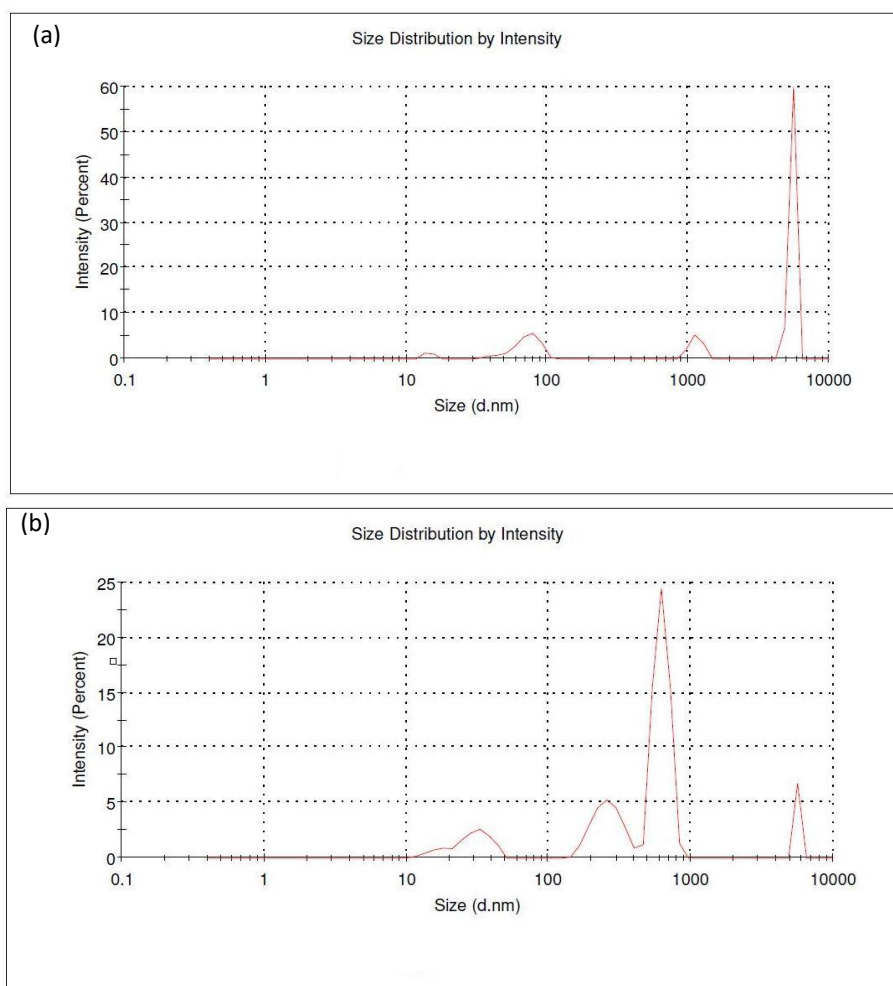 (a)
Size Distribution by Intensity
Intensity (Percent)
60
50
40
30
20
10
0
0.1 1 10 100 1000 10000
Size (d.nm)
(b)
Size Distribution by Intensity
Intensity (Percent)
25
20
15
10
5
0
0.1 1 10 100 1000 10000
Size (d.nm)